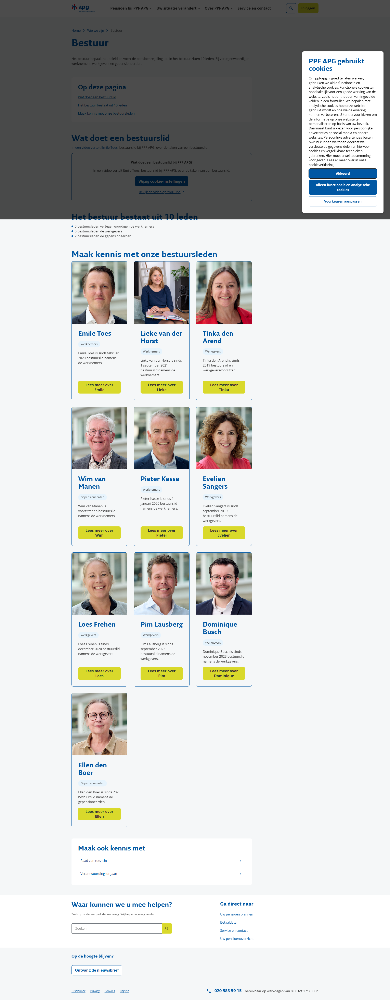 apg
Pensioen bij PPF APG
Uw situatie verandert
Over PPF APG
Service en contact
Inloggen
Home
Wie we zijn
Bestuur
Bestuur
Het bestuur bepaalt het beleid en voert de pensioenregeling uit. In het bestuur zitten 10 leden. Zij vertegenwoordigen
werknemers, werkgevers en gepensioneerden.
Op deze pagina
Wat doet een bestuurslid
Het bestuur bestaat uit 10 leden
Maak kennis met onze bestuursleden
Wat doet een bestuurslid
In een video vertelt Emile Toes, bestuurslid bij PPF APG, over de taken van een bestuurslid.
Wat doet een bestuurslid bij PPF APG?
In een video vertelt Emile Toes, bestuurslid bij PPF APG, over de taken van een bestuurslid.
Wijzig cookie-instellingen
Bekijk de video op YouTube
PPF APG gebruikt
cookies
Om ppf-apg.nl goed te laten werken,
gebruiken we altijd functionele en
analytische cookies. Functionele cookies zijn
noodzakelijk voor een goede werking van de
website, zoals het onthouden van ingevulde
velden in een formulier. We bepalen met
analytische cookies hoe onze website
gebruikt wordt en hoe we de ervaring
kunnen verbeteren. U kunt ervoor kiezen om
de informatie op onze website te
personaliseren op basis van uw bezoek.
Daarnaast kunt u kiezen voor persoonlijke
advertenties op social media en andere
websites. Persoonlijke advertenties buiten
pwri.nl kunnen we tonen doordat we
versleutelde gegevens delen en hiervoor
cookies en vergelijkbare technieken
gebruiken. Hier moet u wel toestemming
voor geven. Lees er meer over in onze
cookieverklaring.
Akkoord
Alleen functionele en analytische
cookies
Voorkeuren aanpassen
Het bestuur bestaat uit 10 leden
3 bestuursleden vertegenwoordigen de werknemers
5 bestuursleden de werkgevers
2 bestuursleden de gepensioneerden
Maak kennis met onze bestuursleden
Emile Toes
Werknemers
Emile Toes is sinds februari
2020 bestuurslid namens
de werknemers.
Lees meer over
Emile
Lieke van der
Horst
Werknemers
Lieke van der Horst is sinds
1 september 2021
bestuurslid namens de
werknemers.
Lees meer over
Lieke
Tinka den
Arend
Werkgevers
Tinka den Arend is sinds
2019 bestuurslid en
werkgeversvoorzitter.
Lees meer over
Tinka
Wim van
Manen
Gepensioneerden
Wim van Manen is
voorzitter en bestuurslid
namens de werknemers.
Lees meer over
Wim
Pieter Kasse
Werknemers
Pieter Kasse is sinds 1
januari 2020 bestuurslid
namens de werknemers.
Lees meer over
Pieter
Evelien
Sangers
Werkgevers
Evelien Sangers is sinds
september 2019
bestuurslid namens de
werkgevers.
Lees meer over
Evelien
Loes Frehen
Werkgevers
Loes Frehen is sinds
december 2020 bestuurslid
namens de werkgevers.
Lees meer over
Loes
Pim Lausberg
Werkgevers
Pim Lausberg is sinds
september 2023
bestuurslid namens de
werkgevers.
Lees meer over
Pim
Dominique
Busch
Werkgevers
Dominique Busch is sinds
november 2023 bestuurslid
namens de werkgevers.
Lees meer over
Dominique
Ellen den
Boer
Gepensioneerden
Ellen den Boer is sinds 2025
bestuurslid namens de
gepensioneerden.
Lees meer over
Ellen
Maak ook kennis met
Raad van toezicht
Verantwoordingsorgaan
Waar kunnen we u mee helpen?
Zoek op onderwerp of stel uw vraag. Wij helpen u graag verder
Zoeken
Ga direct naar
Uw pensioen plannen
Betaaldata
Service en contact
Uw pensioenoverzicht
Op de hoogte blijven?
Ontvang de nieuwsbrief
Disclaimer
Privacy
Cookies
English
020 583 59 15 bereikbaar op werkdagen van 8:00 tot 17:30 uur.